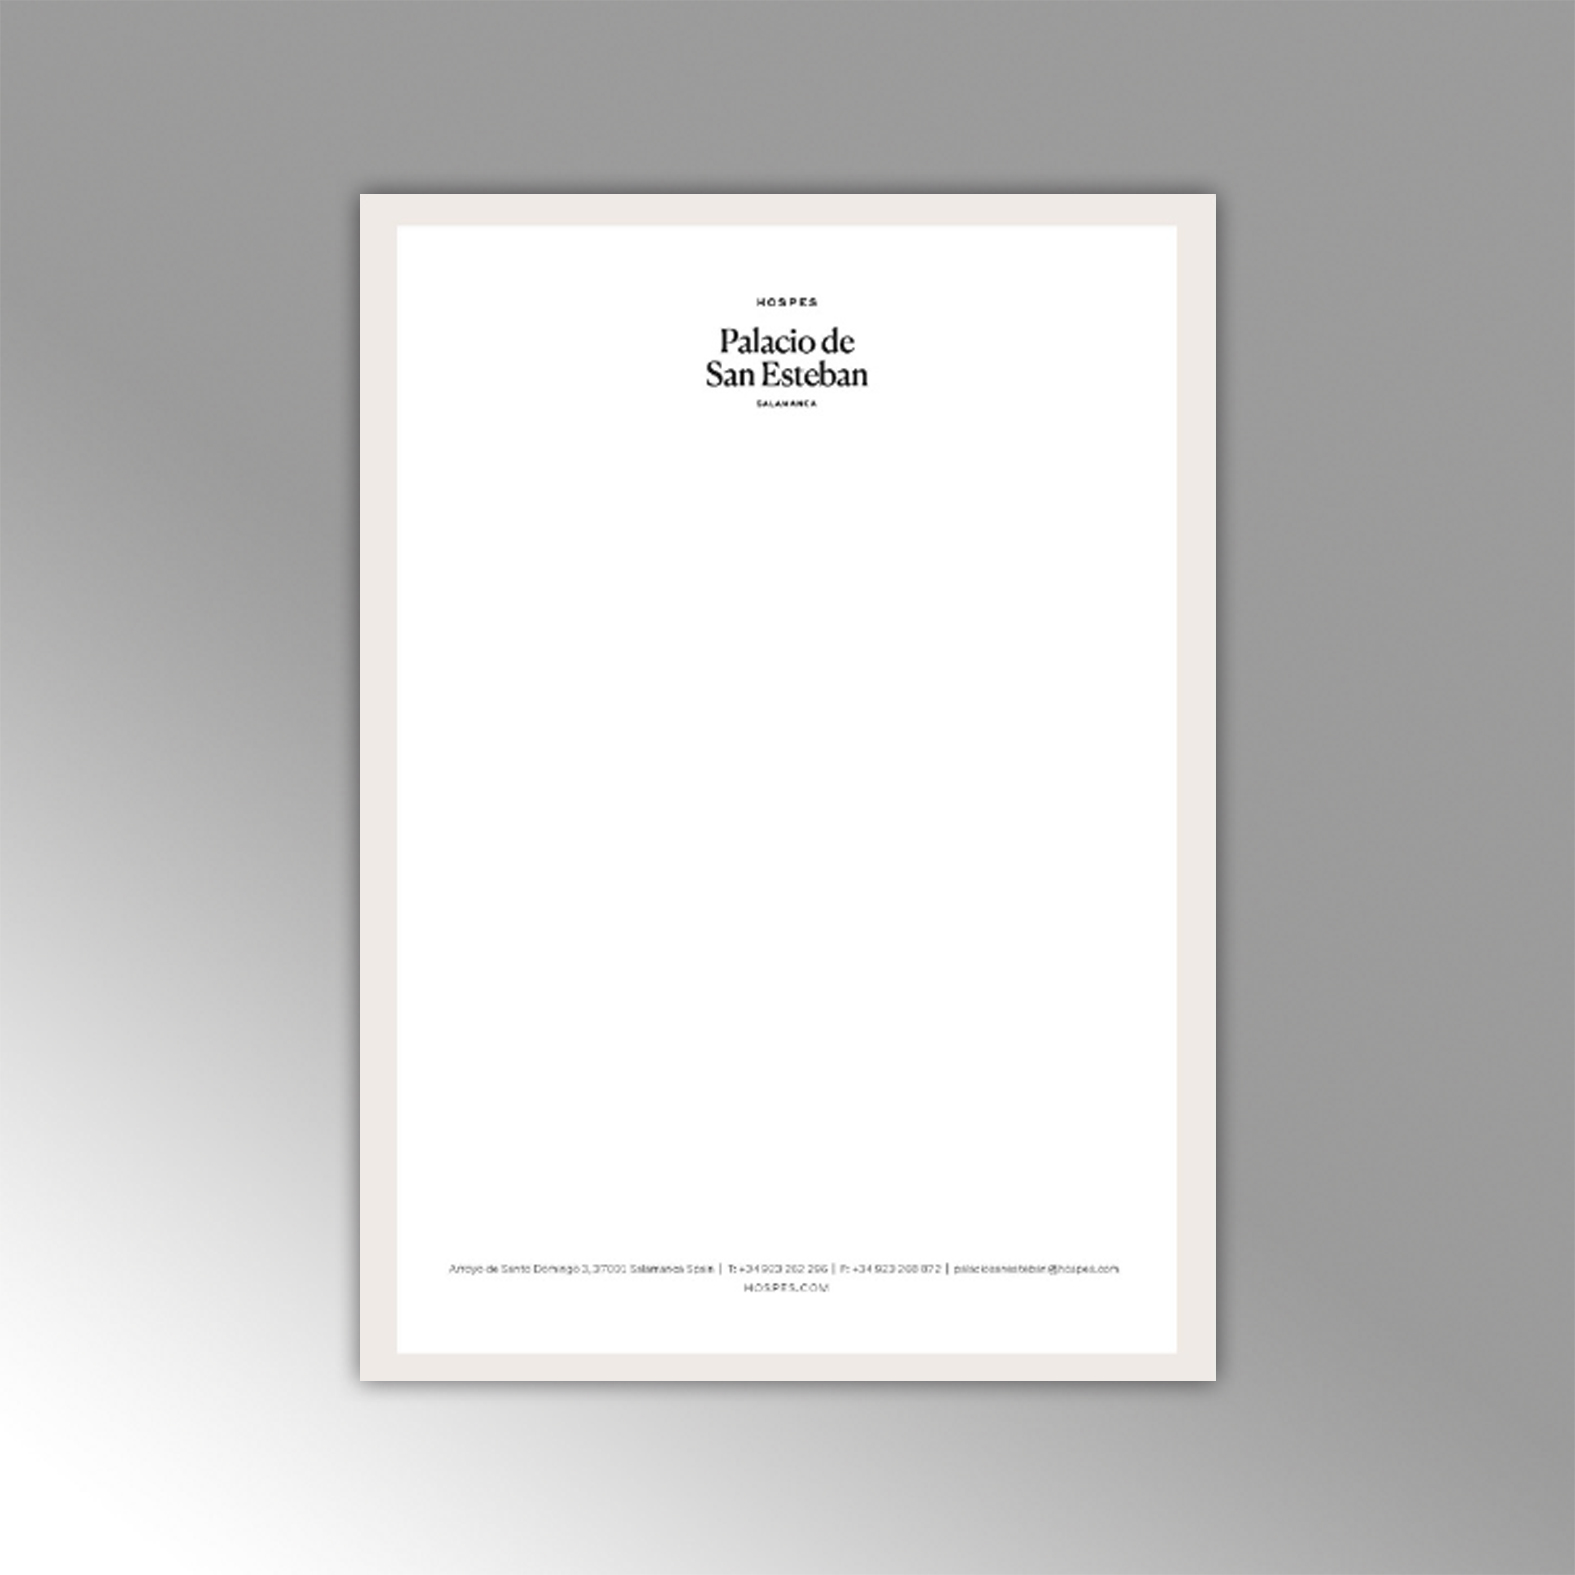 HOSPES
Palacio de
San Esteban
SALAMANCA
Arroyo de Santo Domingo 3, 37001 Salamanca Spain | T: +34 923 262 296 | F: +34 923 268 872 | palaciosanesteban@hospes.com
HOSPES.COM